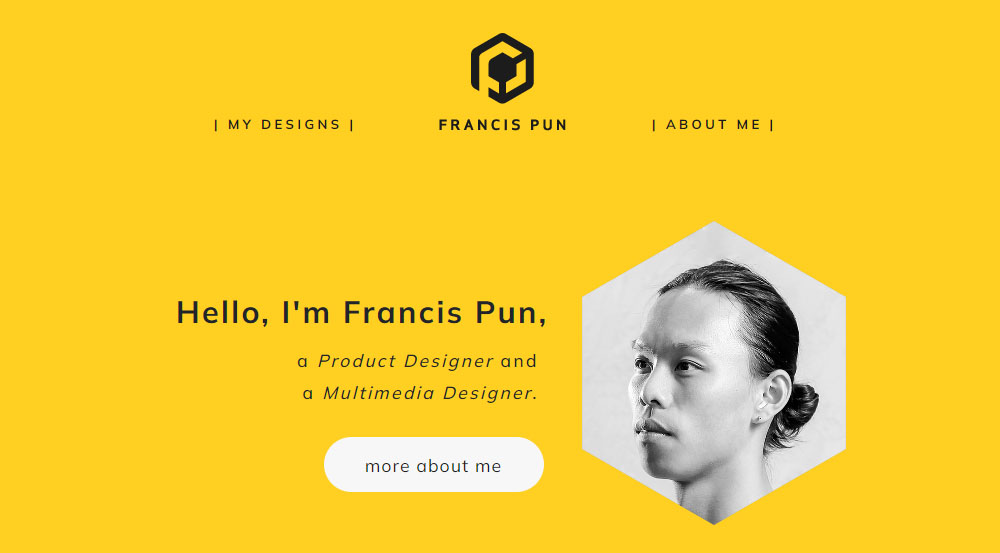 | MY DESIGNS |
FRANCIS PUN
| ABOUT ME |
Hello, I'm Francis Pun,
a Product Designer and
a Multimedia Designer.
more about me